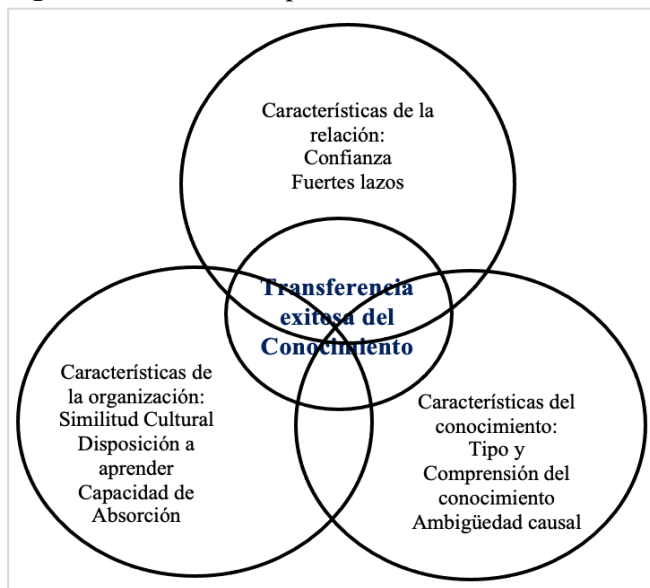 Características de la
relación:
Confianza
Fuertes lazos
Transferencia
exitosa del
Conocimiento
Características de
la organización:
Similitud Cultural
Disposición a
aprender
Capacidad de
Absorción
Características del
conocimiento:
Tipo y
Comprensión del
conocimiento
Ambigüedad causal